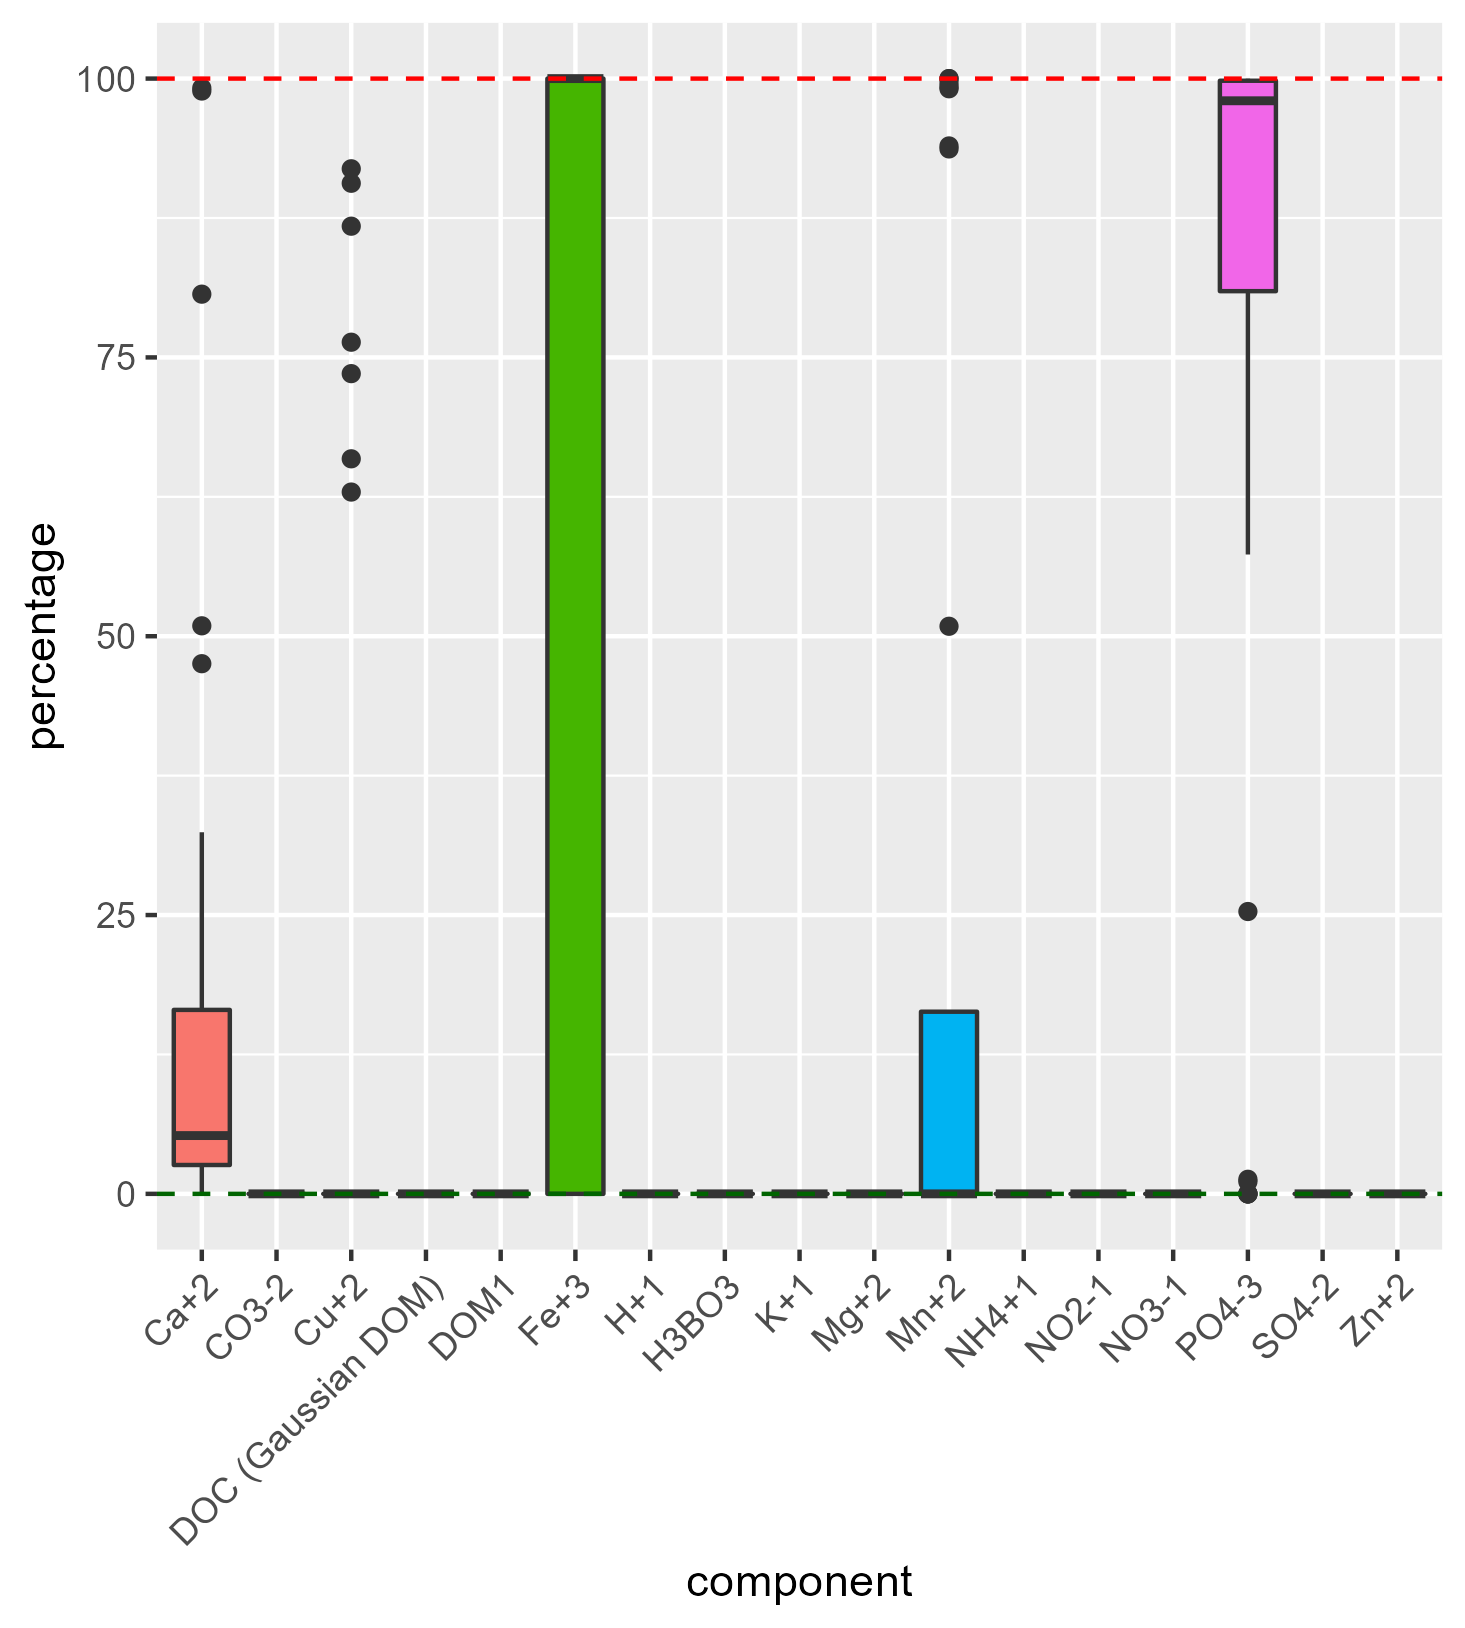 percentage
100
75
50
25
0
Ca+2
CO3-2
Cu+2
DOC (Gaussian DOM)
DOM1
Fe+3
H+1
H3BO3
K+1
Mg+2
Mn+2
NH4+1
NO2-1
NO3-1
PO4-3
SO4-2
Zn+2
component